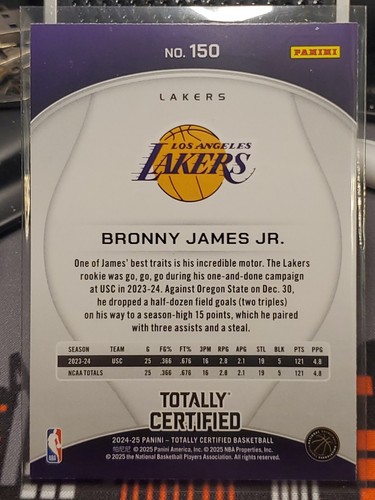 NO. 150
PANINI
LAKERS
LOS ANGELES
LAKERS
BRONNY JAMES JR.
One of James' best traits is his incredible motor. The Lakers
rookie was go, go, go during his one-and-done campaign
at USC in 2023-24. Against Oregon State on Dec. 30,
he dropped a half-dozen field goals (two triples)
on his way to a season-high 15 points, which he paired
with three assists and a steal.
SEASON TEAM G FG% FT% 3PM RPG APG STL BLK PTS PPG
2023-24 USC 25 .366 .676 16 2.8 2.1 19 5 121 4.8
NCAA TOTALS 25 .366 .676 16 2.8 2.1 19 5 121 4.8
TOTALLY
CERTIFIED
2024-25 PANINI – TOTALLY CERTIFIED BASKETBALL
帕尼尼 © 2025 Panini America, Inc. © 2025 NBA Properties, Inc.
© 2025 the National Basketball Players Association. All rights reserved.
NBA